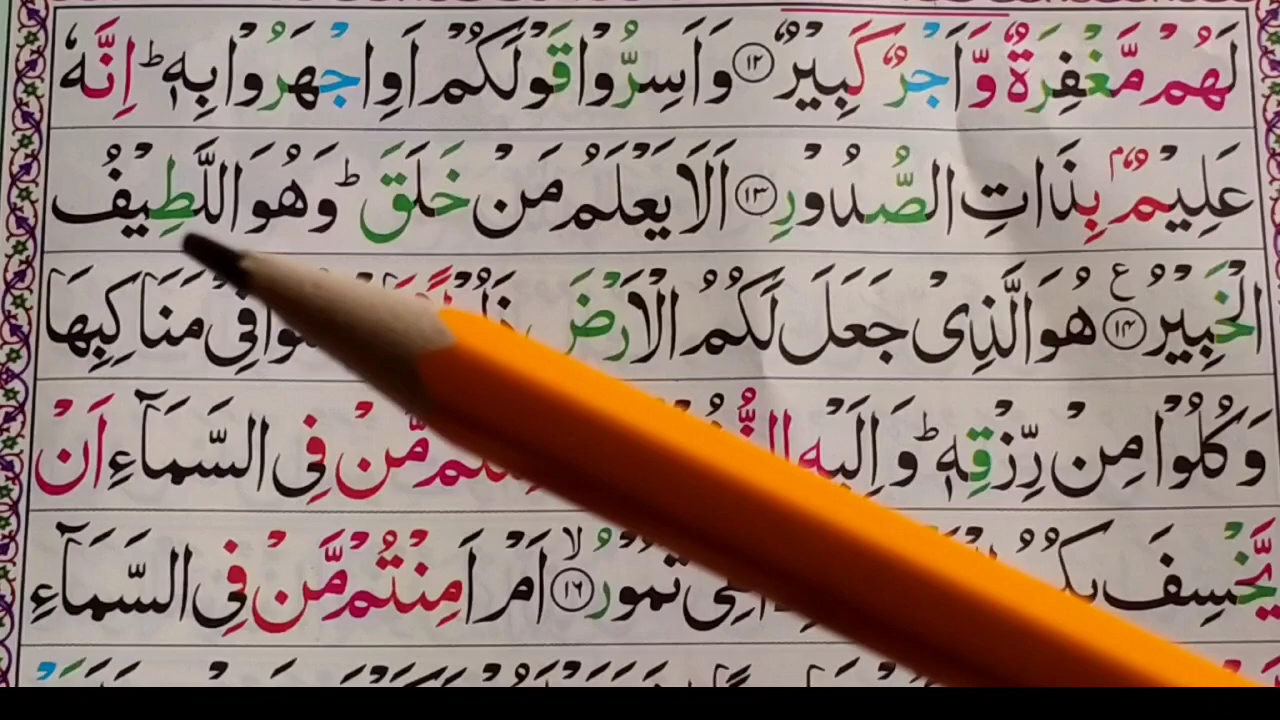 لَهُمْ مَّغْفِرَةٌ وَّاَجْرٌ كَبِيْرٌ ﴿۱۲﴾ وَاَسِرُّوْا قَوْلَكُمْ اَوِ اجْهَرُوْا بِهٖ ؕ اِنَّهٗ
عَلِيْمٌۢ بِذَاتِ الصُّدُوْرِ ﴿۱۳﴾ اَلَا يَعْلَمُ مَنْ خَلَقَ ؕ وَهُوَ اللَّطِيْفُ
الْخَبِيْرُ ﴿۱۴﴾ ع هُوَ الَّذِىْ جَعَلَ لَكُمُ الْاَرْضَ فِىْ مَنَاكِبِهَا
وَكُلُوْا مِنْ رِّزْقِهٖ ؕ وَاِلَيْهِ مَّنْ فِى السَّمَآءِ اَنْ
يَّخْسِفَ تَمُوْرُ ﴿۱۶﴾ ۙ اَمْ اَمِنْتُمْ مَّنْ فِى السَّمَآءِ